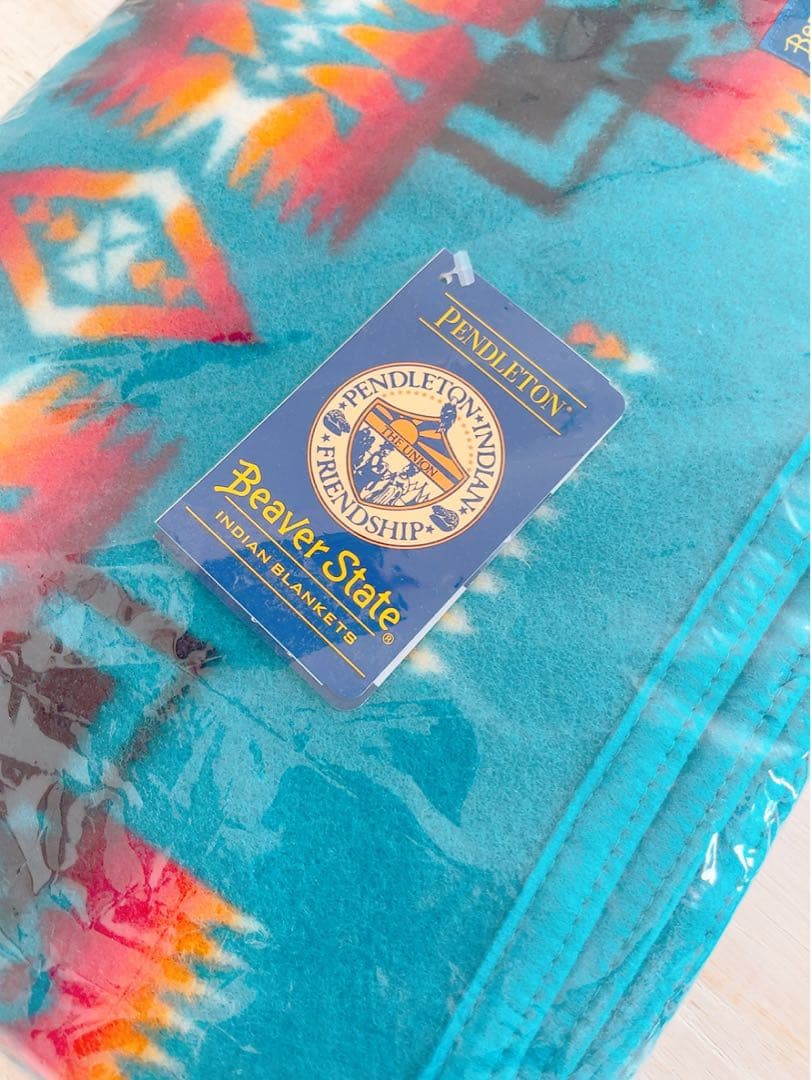 PENDLETON®
PENDLETON INDIAN
FRIENDSHIP
THE UNION
Beaver State®
INDIAN BLANKETS